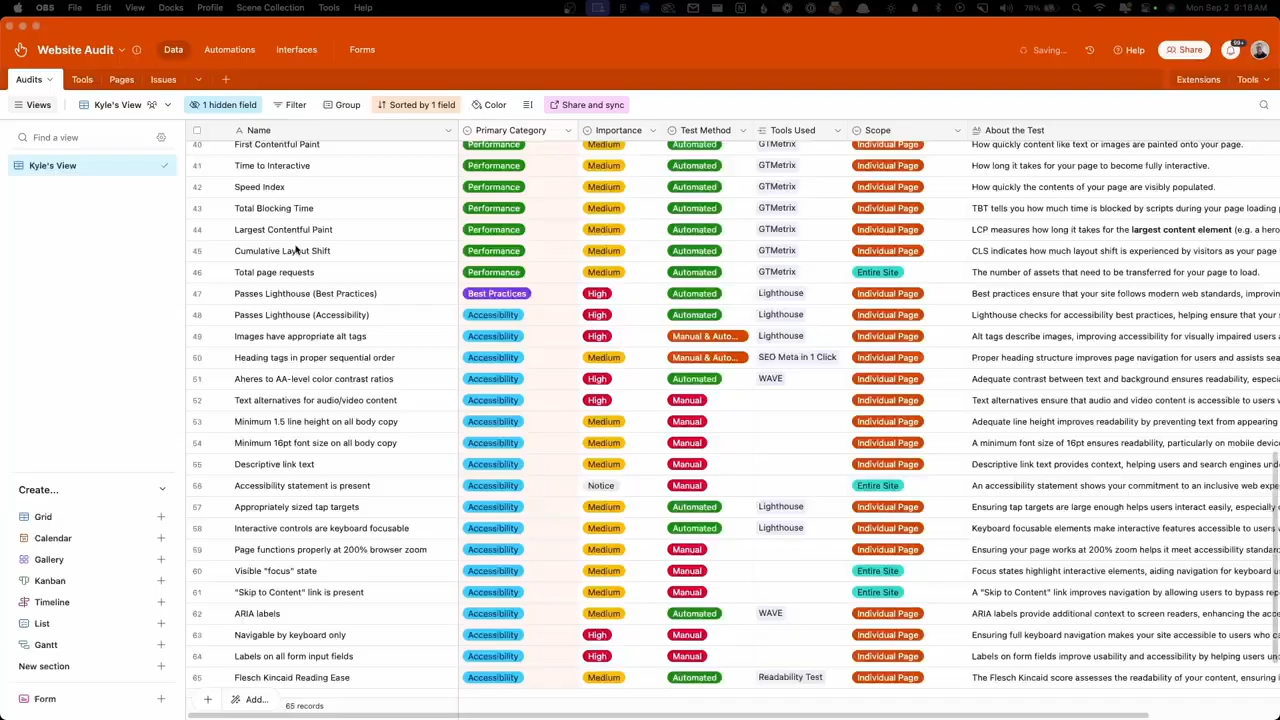 OBS File Edit View Docks Profile Scene Collection Tools Help 78% Mon Sep 2 9:18 AM
Website Audit Data Automations Interfaces Forms Saving... Help Share 99+
Audits Tools Pages Issues Extensions Tools
Views Kyle's View 1 hidden field Filter Group Sorted by 1 field Color Share and sync
Find a view
Kyle's View
Create...
Grid
Calendar
Gallery
Kanban
Timeline
List
Gantt
New section
Form
Name Primary Category Importance Test Method Tools Used Scope About the Test
40 First Contentful Paint Performance Medium Automated GTMetrix Individual Page How quickly content like text or images are painted onto your page.
41 Time to Interactive Performance Medium Automated GTMetrix Individual Page How long it takes for your page to become fully interactive.
42 Speed Index Performance Medium Automated GTMetrix Individual Page How quickly the contents of your page are visibly populated.
43 Total Blocking Time Performance Medium Automated GTMetrix Individual Page TBT tells you how much time is blocked by scripts during your page loading
44 Largest Contentful Paint Performance Medium Automated GTMetrix Individual Page LCP measures how long it takes for the largest content element (e.g. a hero
45 Cumulative Layout Shift Performance Medium Automated GTMetrix Individual Page CLS indicates how much layout shift is experienced by visitors as your page
46 Total page requests Performance Medium Automated GTMetrix Entire Site The number of assets that need to be transferred for your page to load.
47 Passes Lighthouse (Best Practices) Best Practices High Automated Lighthouse Individual Page Best practices ensure that your site follows modern web standards, improvin
48 Passes Lighthouse (Accessibility) Accessibility High Automated Lighthouse Individual Page Lighthouse checks for accessibility best practices, helping ensure that your
49 Images have appropriate alt tags Accessibility High Manual & Auto... Lighthouse Individual Page Alt tags describe images, improving accessibility for visually impaired users
50 Heading tags in proper sequential order Accessibility Medium Manual & Auto... SEO Meta in 1 Click Individual Page Proper heading structure improves page navigation for users and assists sea
51 Aheres to AA-level color contrast ratios Accessibility High Automated WAVE Individual Page Adequate contrast between text and background ensures readability, especia
52 Text alternatives for audio/video content Accessibility High Manual Individual Page Text alternatives ensure that audio and video content is accessible to users
53 Minimum 1.5 line height on all body copy Accessibility Medium Manual Individual Page Adequate line height improves readability by preventing text from appearing
54 Minimum 16pt font size on all body copy Accessibility Medium Manual Individual Page A minimum font size of 16pt ensures readability, particularly on mobile devic
55 Descriptive link text Accessibility Medium Manual Individual Page Descriptive link text provides context, helping users and search engines und
56 Accessibility statement is present Accessibility Notice Manual Entire Site An accessibility statement shows your commitment to an inclusive web expe
57 Appropriately sized tap targets Accessibility Medium Automated Lighthouse Individual Page Ensuring tap targets are large enough helps users interact easily, especially
58 Interactive controls are keyboard focusable Accessibility Medium Automated Lighthouse Individual Page Keyboard focusable elements make interactive features accessible to users
59 Page functions properly at 200% browser zoom Accessibility Medium Manual Individual Page Ensuring your page works at 200% zoom helps it meet accessibility standar
60 Visible "focus" state Accessibility Medium Manual Entire Site Focus states highlight interactive elements, aiding navigation for keyboard
61 "Skip to Content" link is present Accessibility Medium Manual Entire Site A "Skip to Content" link improves navigation by allowing users to bypass rep
62 ARIA labels Accessibility Medium Automated WAVE Individual Page ARIA labels provide additional context to screen readers, enhancing the acc
63 Navigable by keyboard only Accessibility High Manual Individual Page Ensuring full keyboard navigation makes your site accessible to users who c
64 Labels on all form input fields Accessibility High Manual Individual Page Labels on form fields improve usability and accessibility by helping users un
65 Flesch Kincaid Reading Ease Accessibility Medium Automated Readability Test Individual Page The Flesch Kincaid score assesses the readability of your content, ensuring i
Add... 65 records